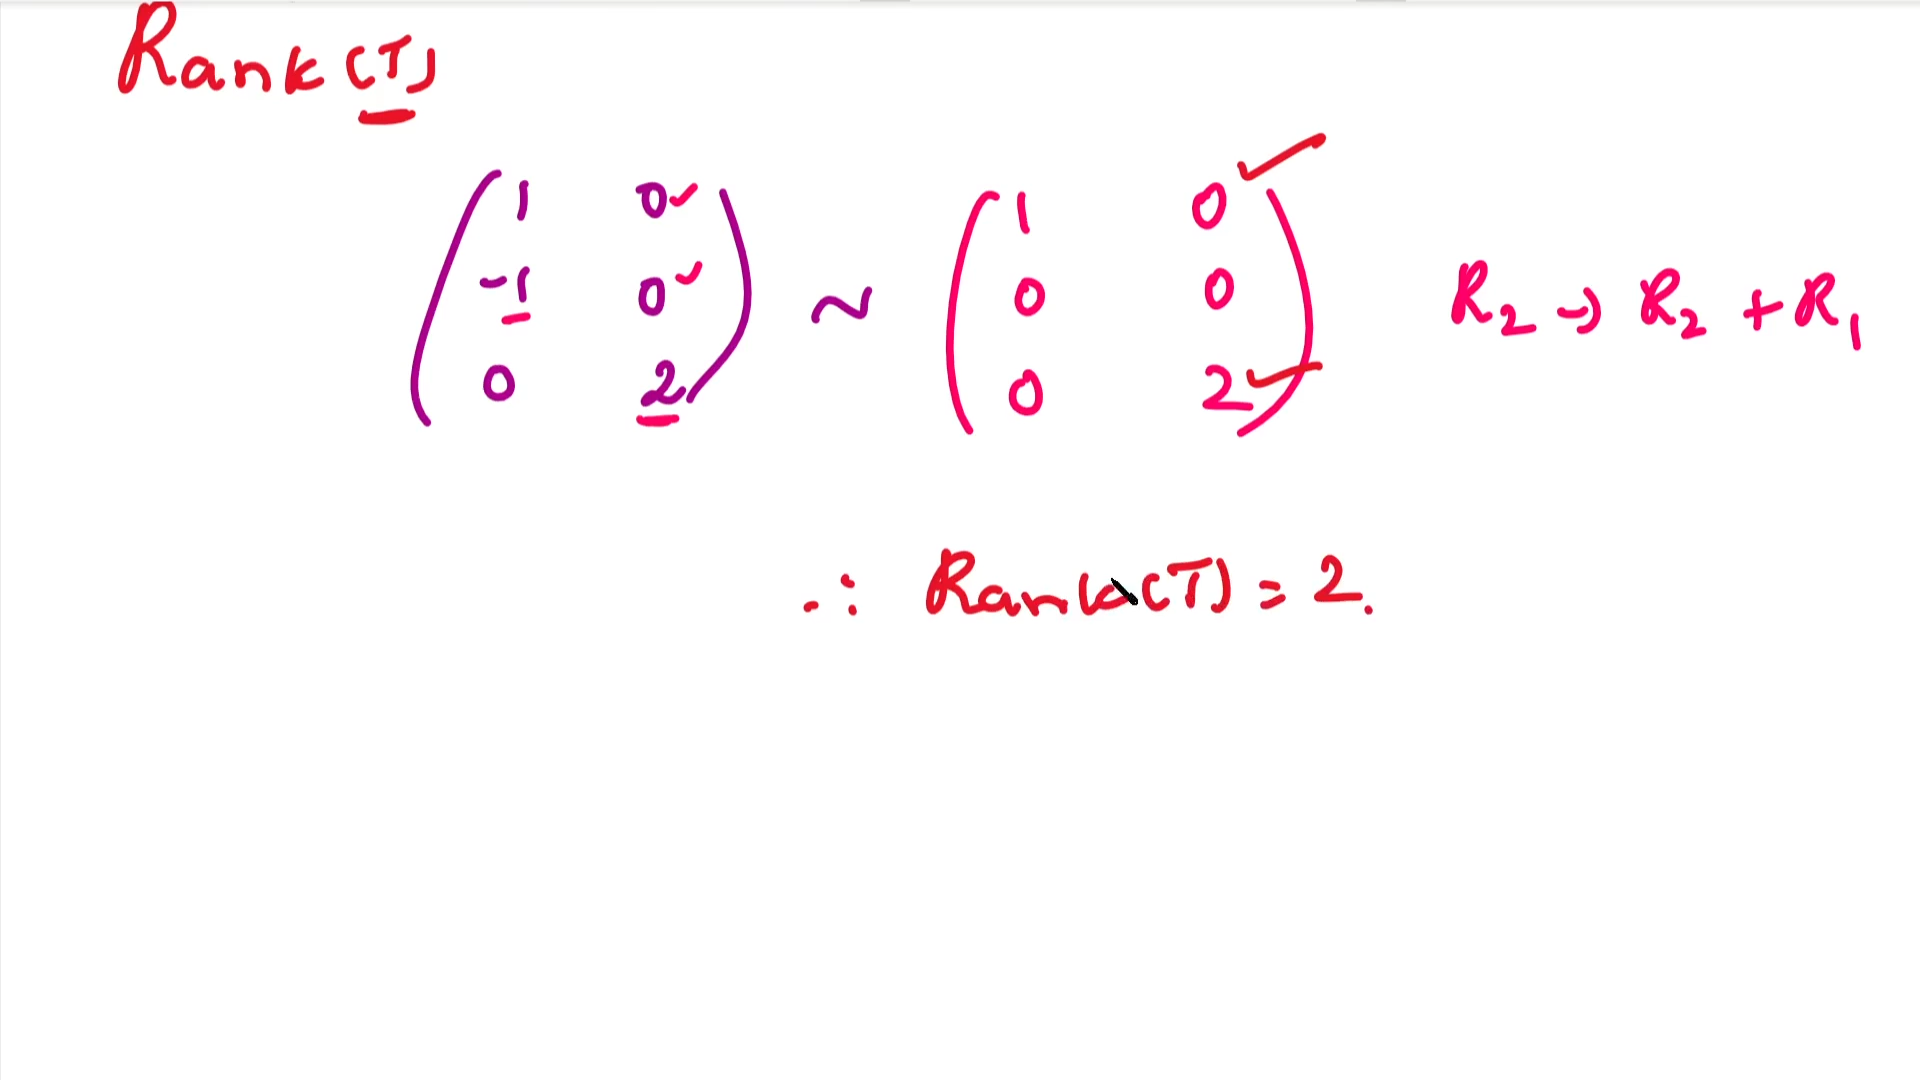 Rank (T)
1 0 1 0
-1 0 ~ 0 0 R₂ → R₂ + R₁
0 2 0 2
∴ Rank(T) = 2.